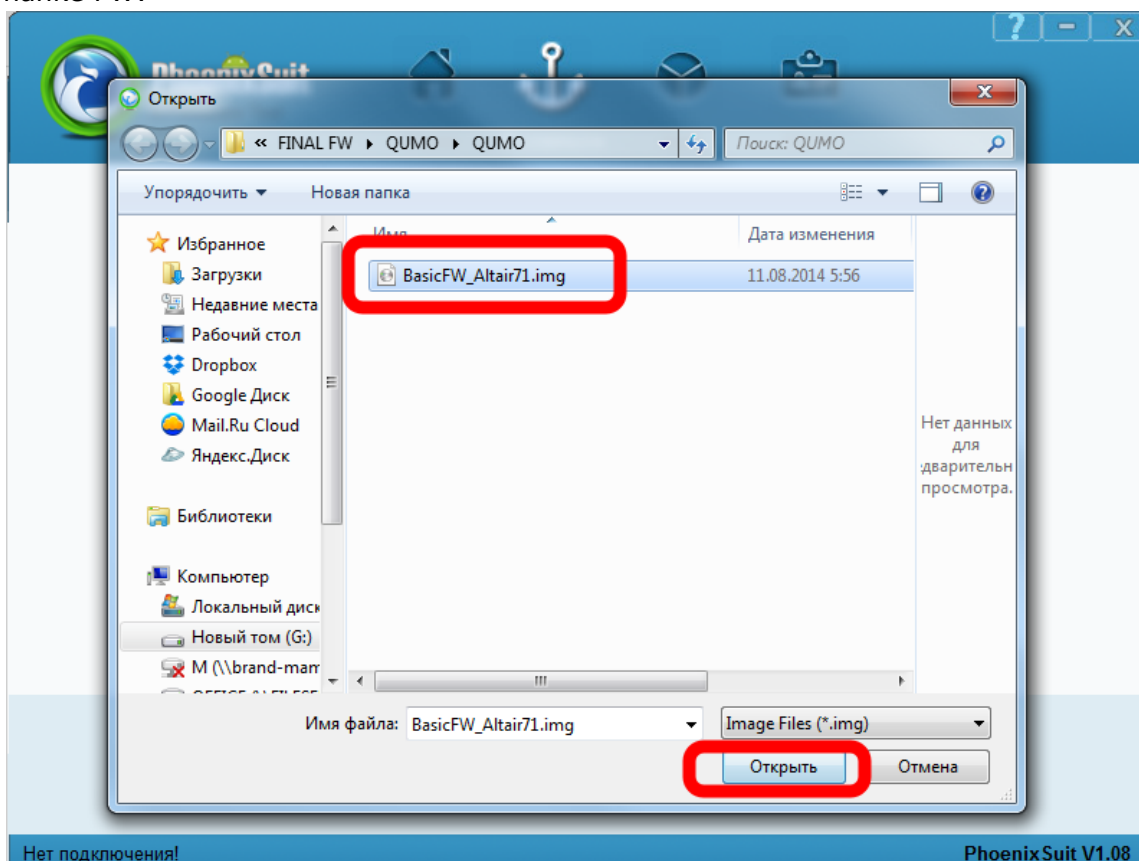 ? – x
PhoenixSuit
Открыть
x
« FINAL FW ▸ QUMO ▸ QUMO
Поиск: QUMO
Упорядочить ▾ Новая папка
Имя Дата изменения
Избранное
Загрузки
Недавние места
Рабочий стол
Dropbox
Google Диск
Mail.Ru Cloud
Яндекс.Диск
Библиотеки
Компьютер
Локальный диск
Новый том (G:)
M (\\brand-mam
BasicFW_Altair71.img 11.08.2014 5:56
Нет данных
для
дварительн
просмотра.
Имя файла: BasicFW_Altair71.img
Image Files (*.img)
Открыть Отмена
Нет подключения! PhoenixSuit V1.08